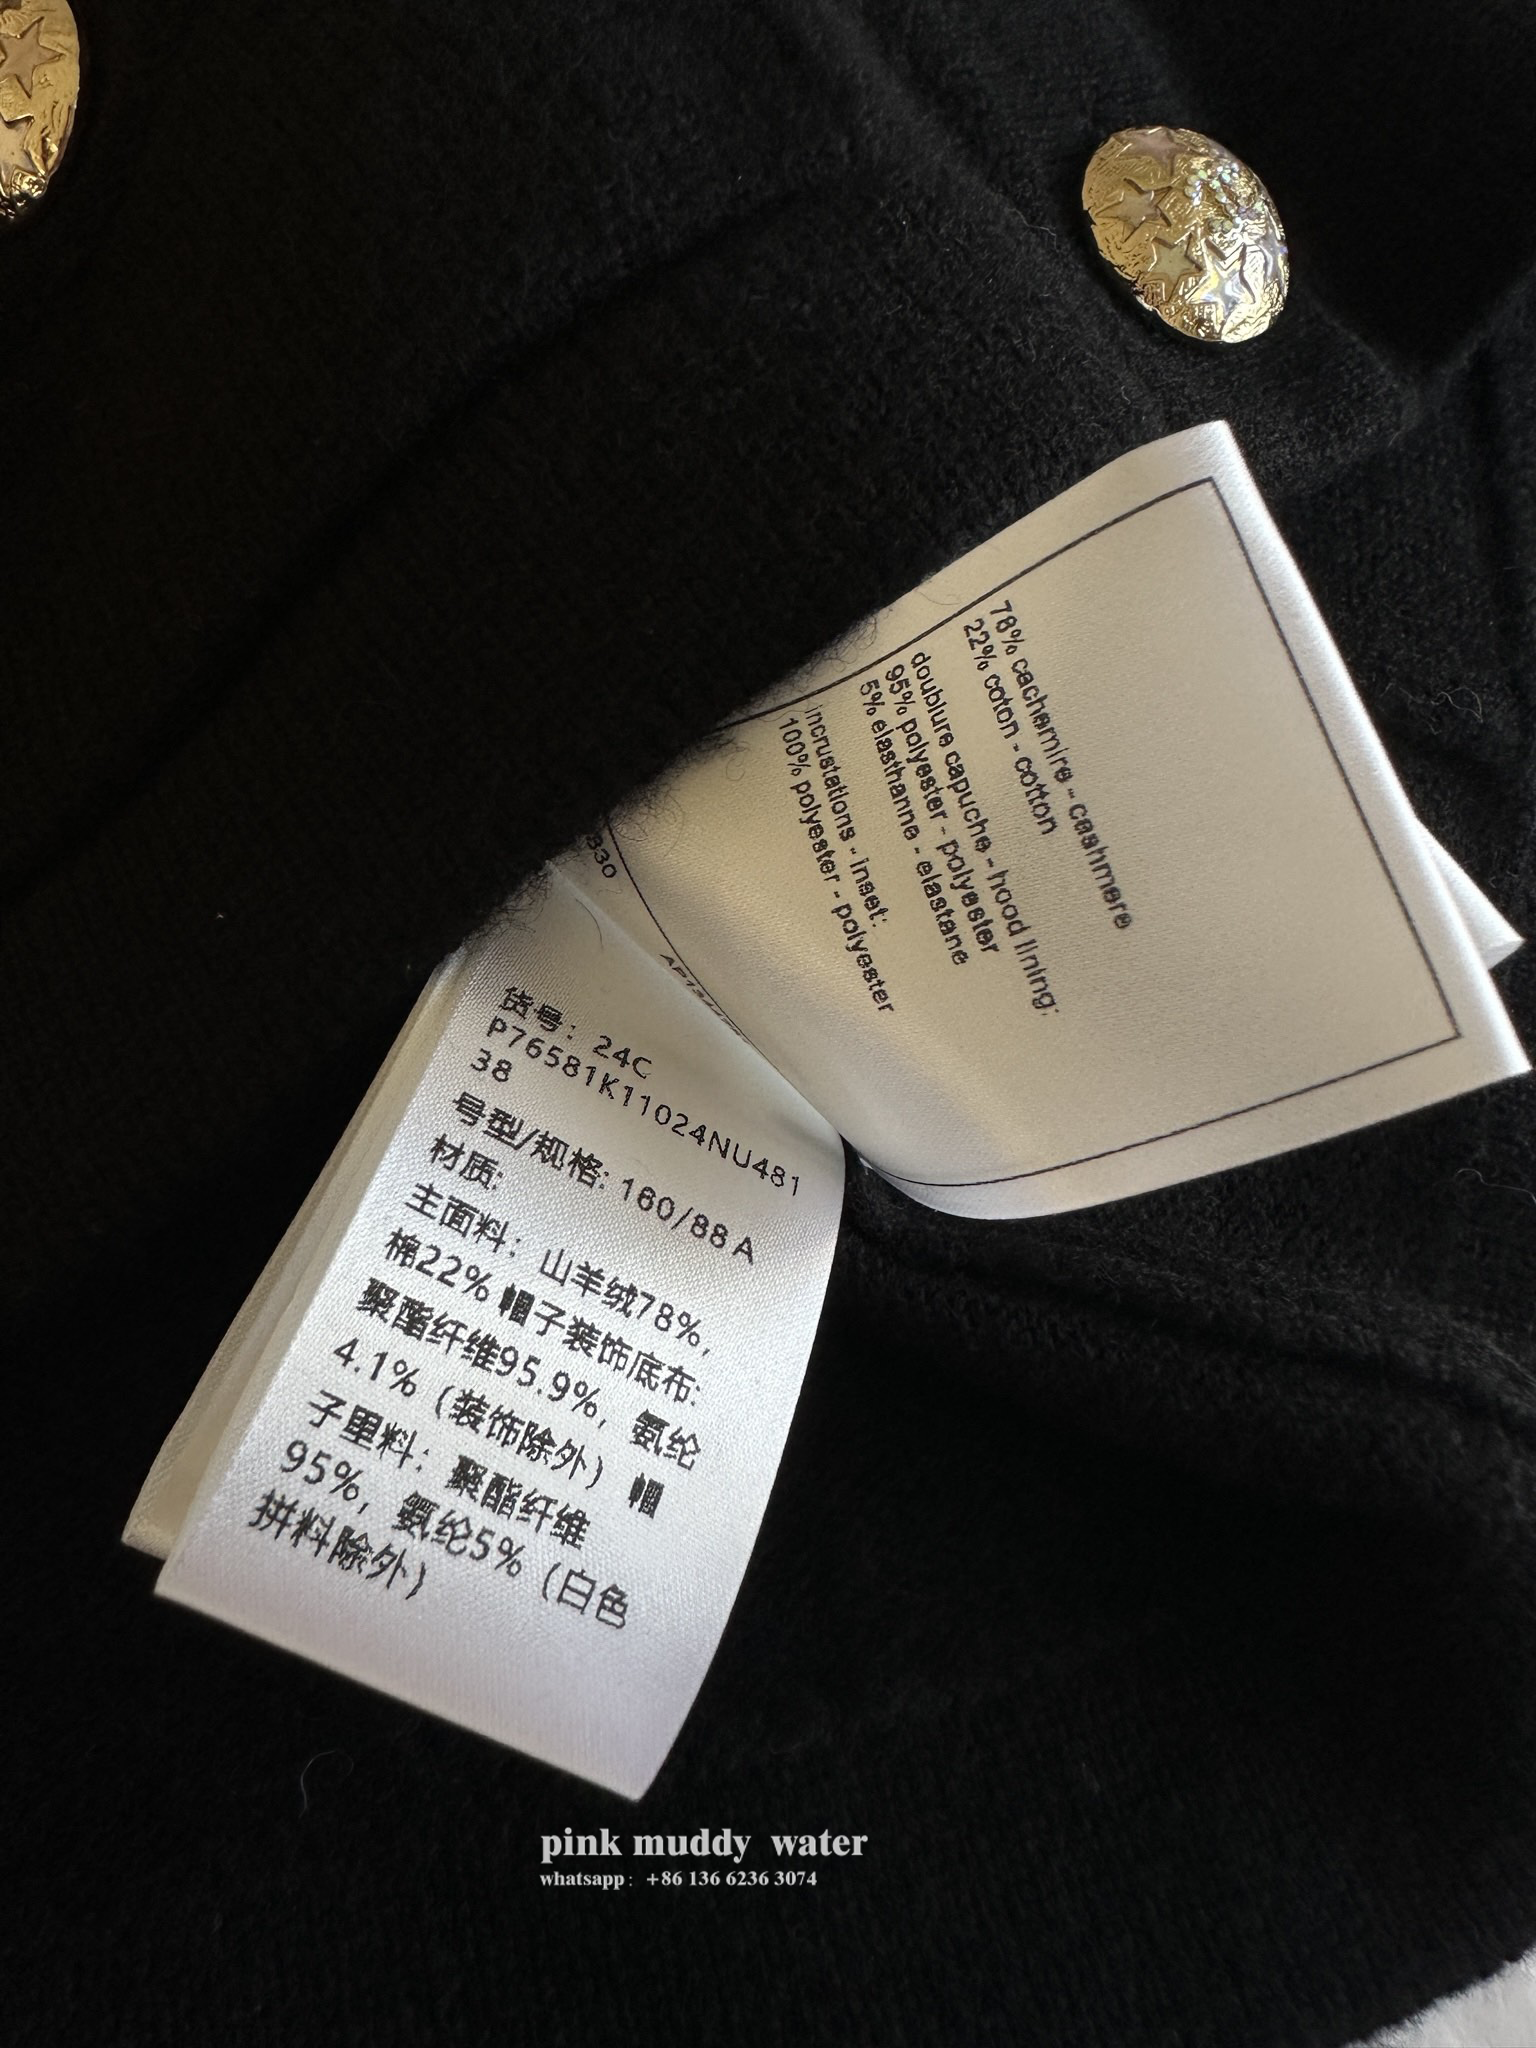 78% cachemire - cashmere
22% coton - cotton
doublure capuche - hood lining:
95% polyester - polyester
5% elasthanne - elastane
incrustations - inset:
100% polyester - polyester
330
货号：24C
P76581K11024NU481
38
号型/规格: 160/88A
材质:
主面料：山羊绒78%,
棉22% 帽子装饰底布:
聚酯纤维95.9%, 氨纶
4.1%（装饰除外）帽
子里料：聚酯纤维
95%, 氨纶5%（白色
拼料除外）
pink muddy water
whatsapp: +86 136 6236 3074